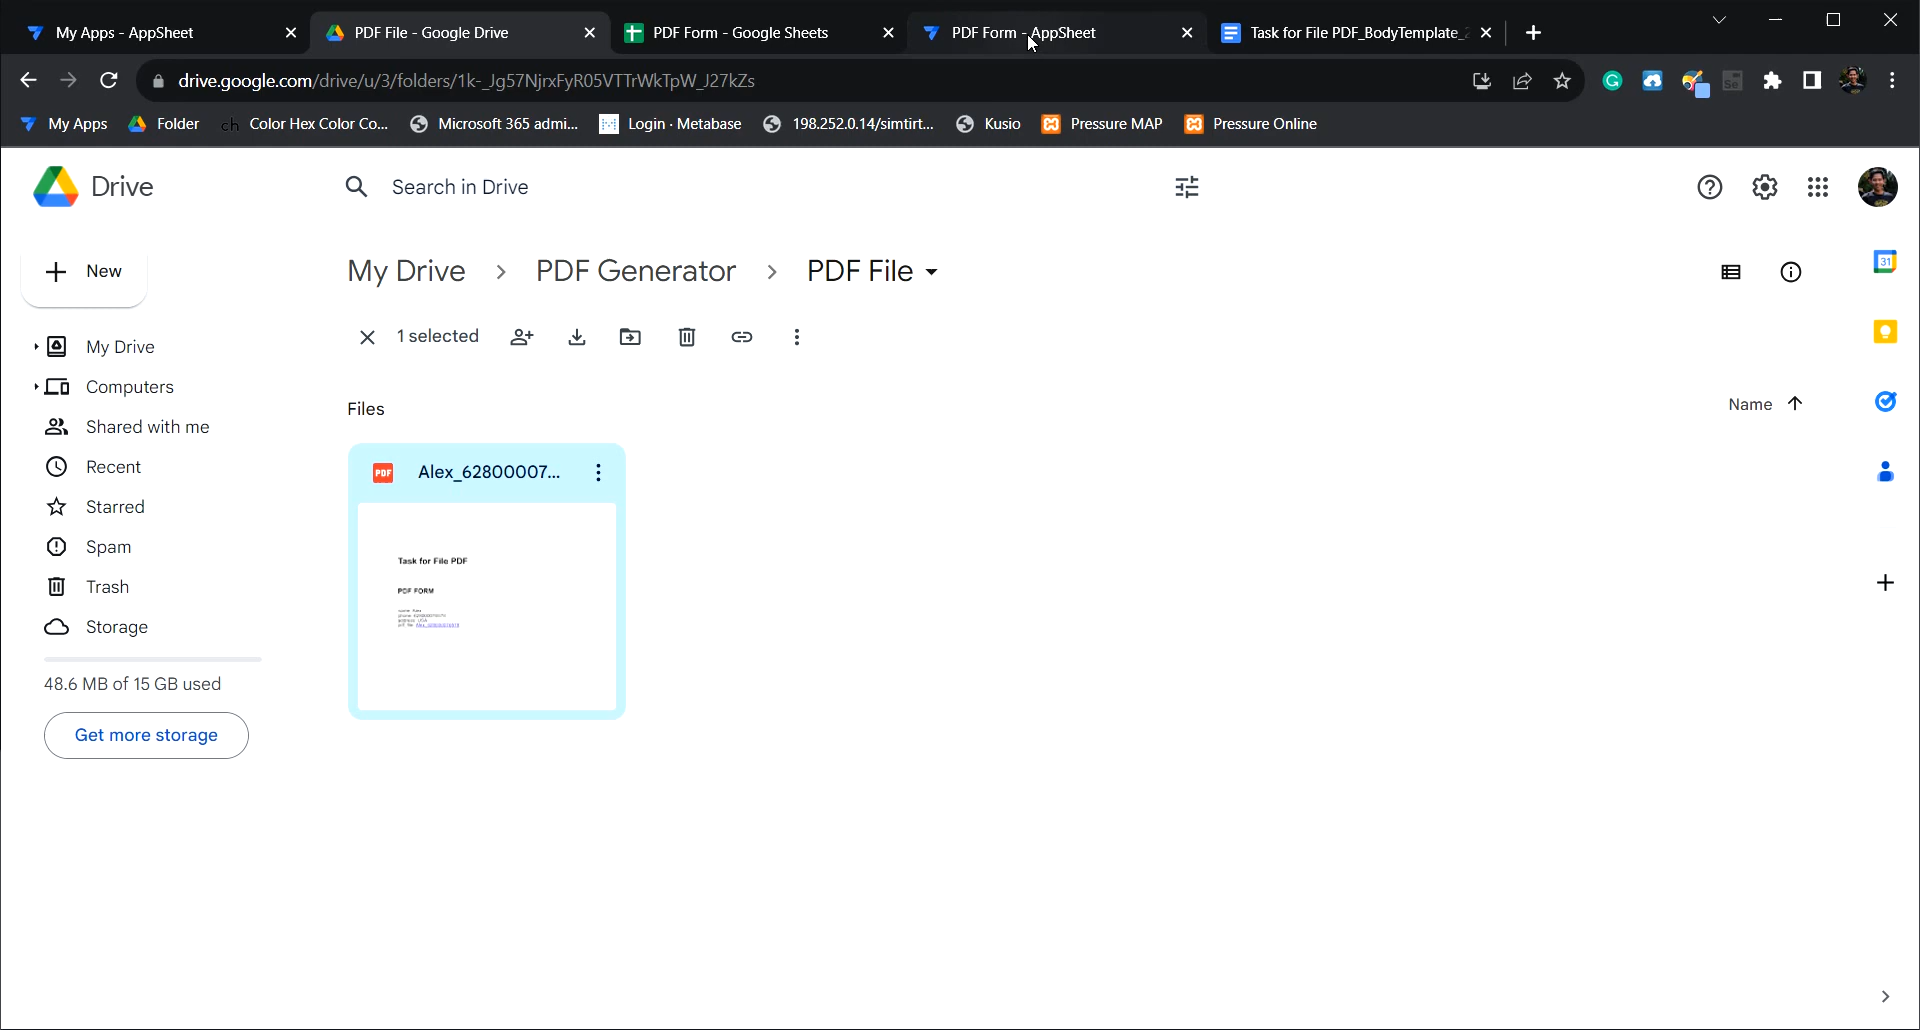 My Apps - AppSheet
PDF File - Google Drive
PDF Form - Google Sheets
PDF Form - AppSheet
Task for File PDF_BodyTemplate_
drive.google.com/drive/u/3/folders/1k-_Jg57NjrxFyR05VTTrWkTpW_J27kZs
My Apps
Folder
ch Color Hex Color Co...
Microsoft 365 admi...
Login · Metabase
198.252.0.14/simtirt...
Kusio
Pressure MAP
Pressure Online
Drive
Search in Drive
New
My Drive > PDF Generator > PDF File
31
1 selected
My Drive
Computers
Shared with me
Recent
Starred
Spam
Trash
Storage
48.6 MB of 15 GB used
Get more storage
Files
Name
PDF Alex_62800007...
Task for File PDF
PDF FORM